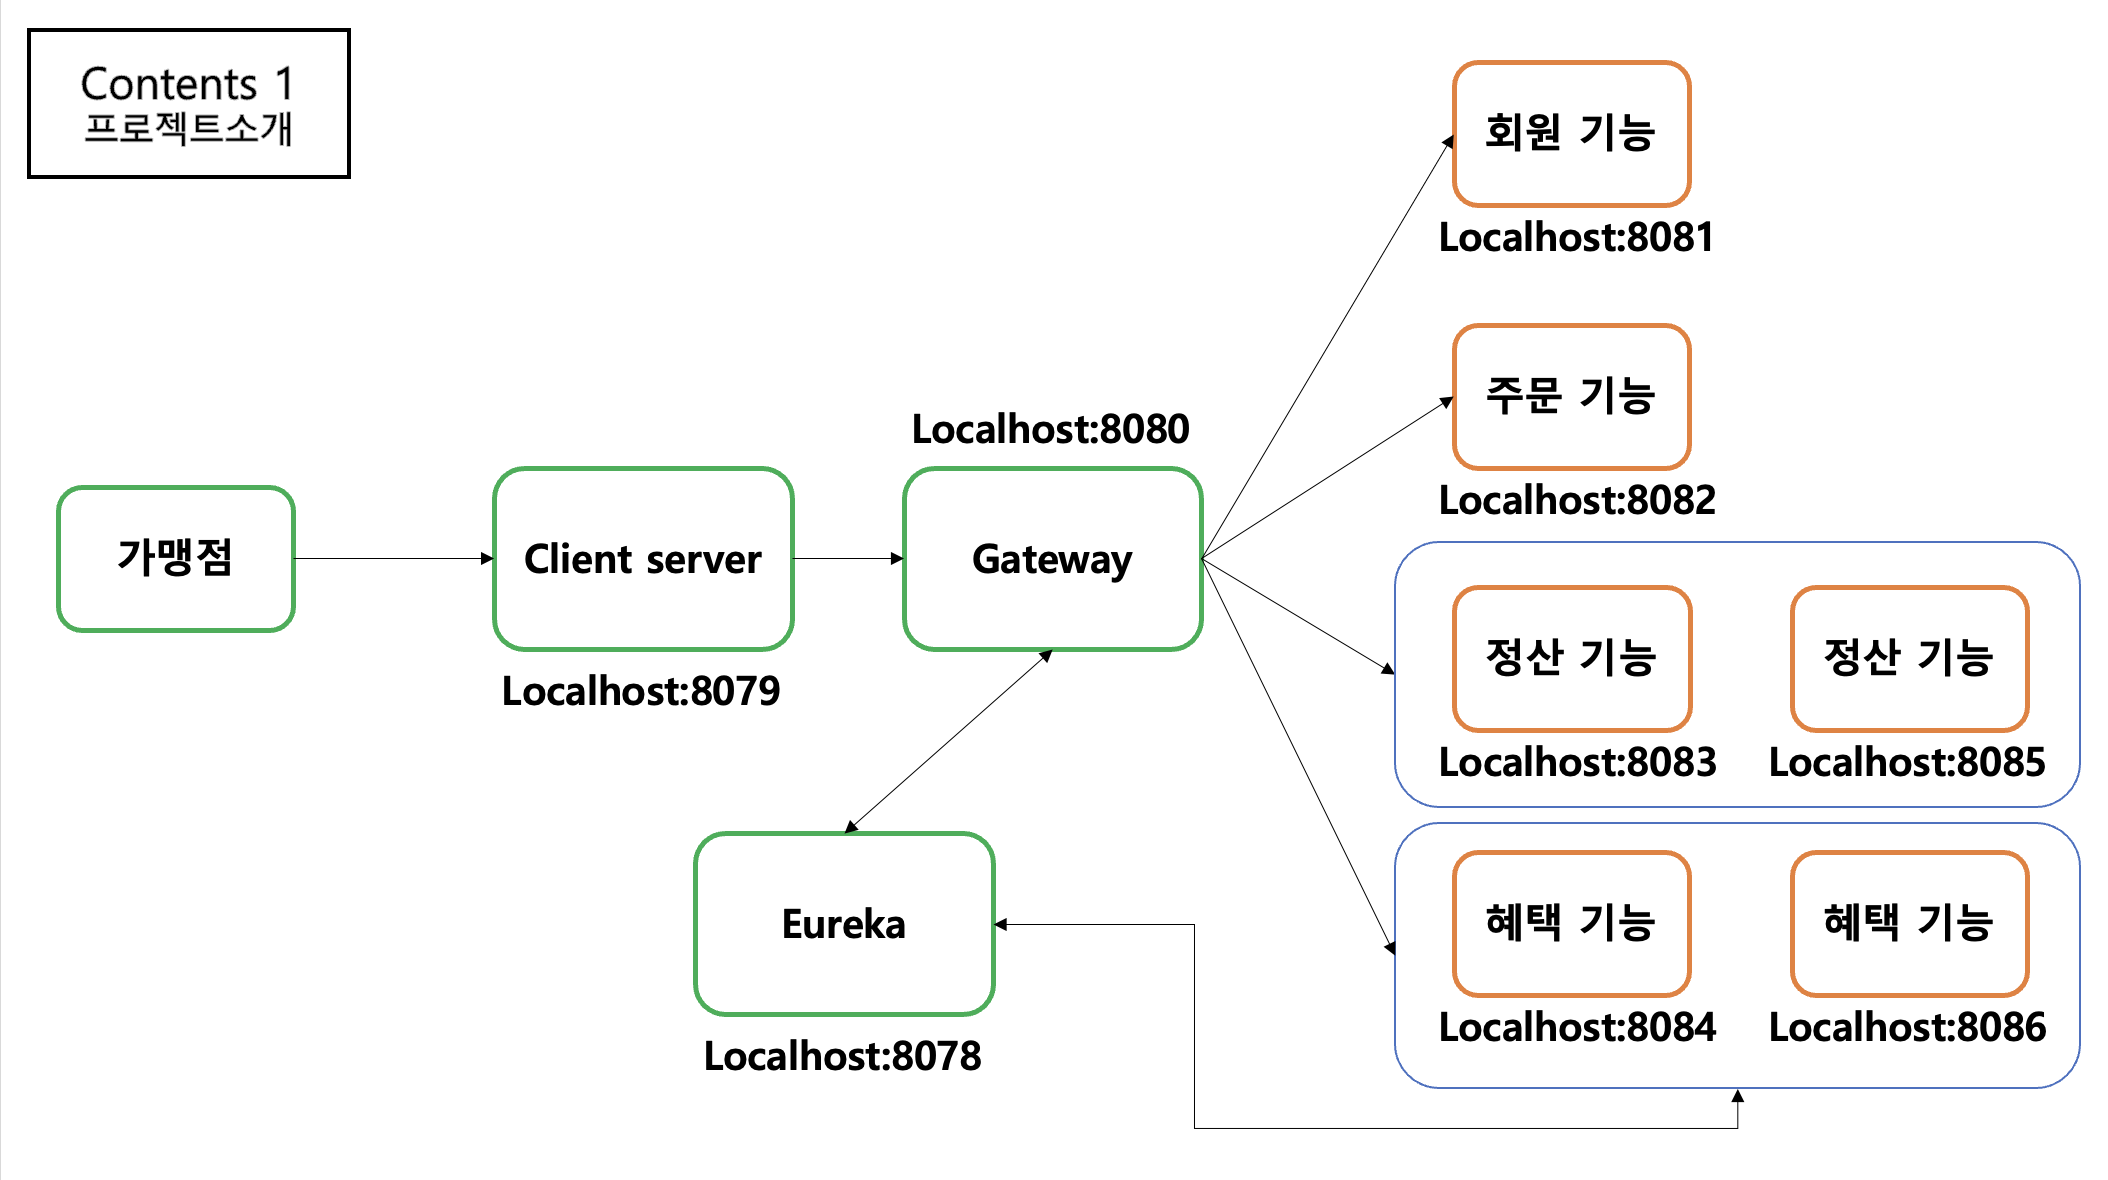 Contents 1
프로젝트소개
회원 기능
Localhost:8081
주문 기능
Localhost:8082
Localhost:8080
가맹점
Client server
Gateway
Localhost:8079
정산 기능
정산 기능
Localhost:8083
Localhost:8085
Eureka
Localhost:8078
혜택 기능
혜택 기능
Localhost:8084
Localhost:8086